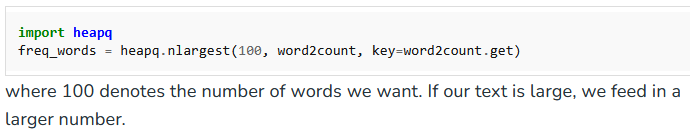 import heapq
freq_words = heapq.nlargest(100, word2count, key=word2count.get)
where 100 denotes the number of words we want. If our text is large, we feed in a
larger number.